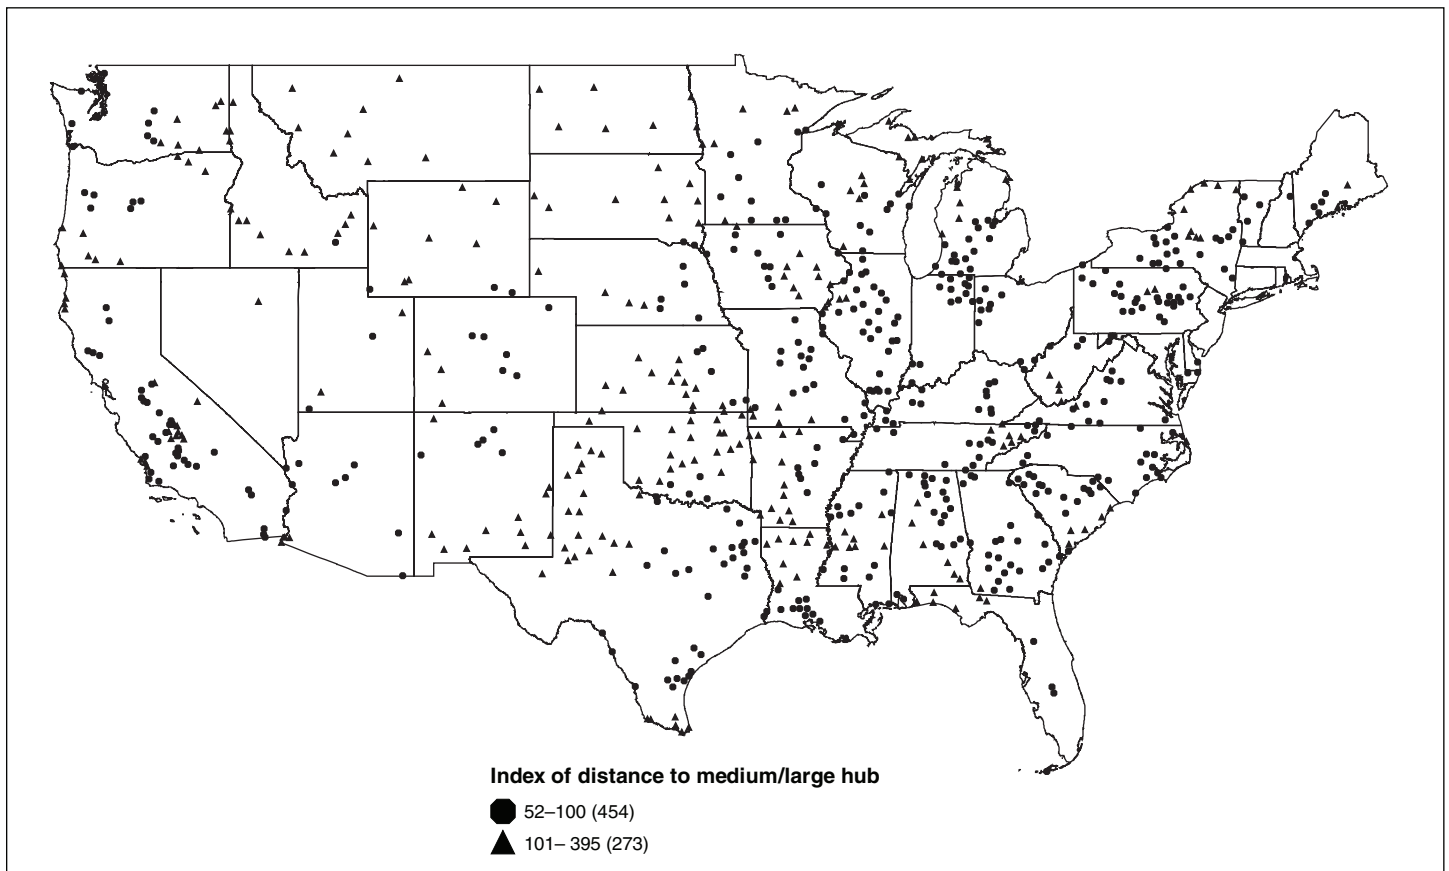 Index of distance to medium/large hub
52–100 (454)
101– 395 (273)